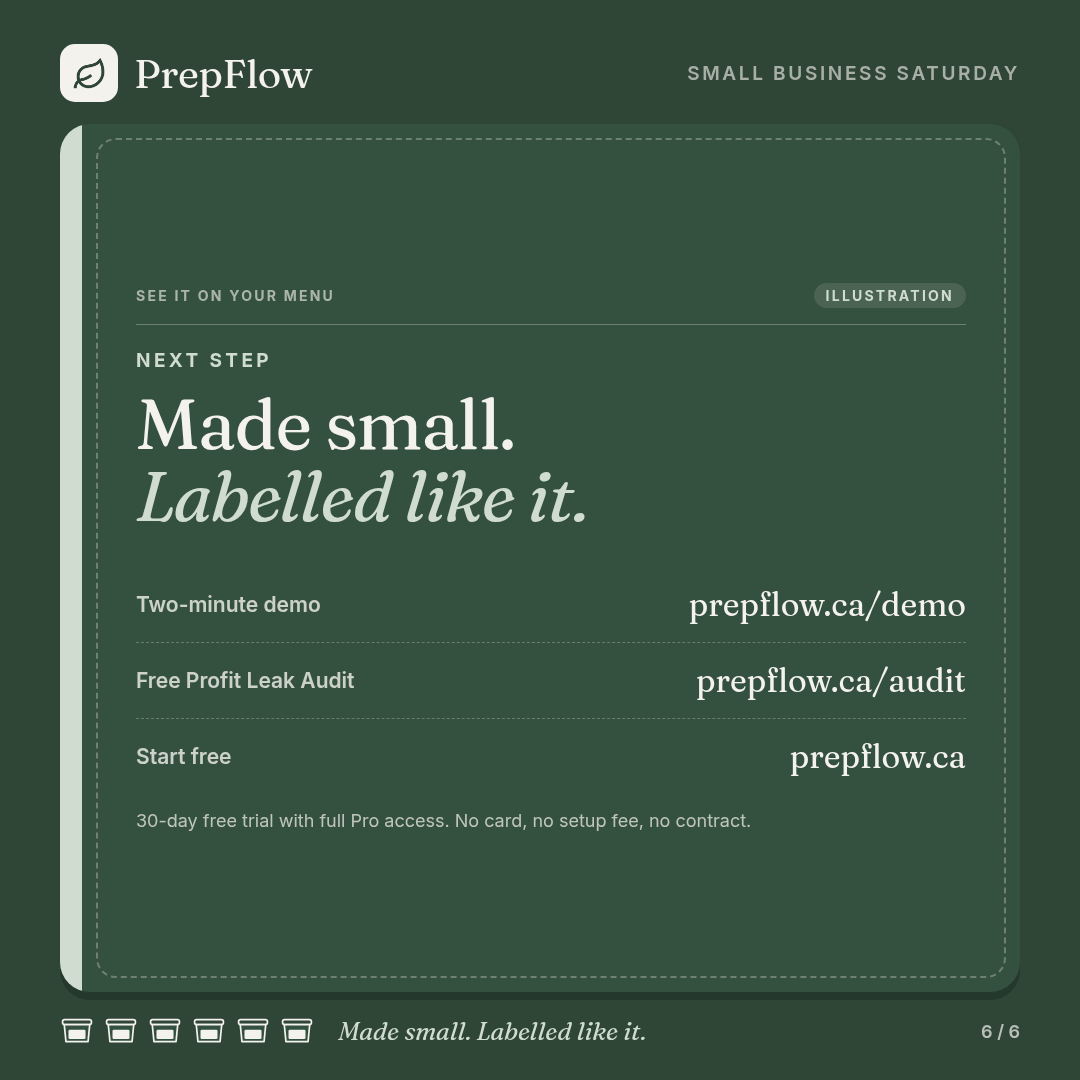 PrepFlow
SMALL BUSINESS SATURDAY
SEE IT ON YOUR MENU
ILLUSTRATION
NEXT STEP
Made small.
Labelled like it.
Two-minute demo
prepflow.ca/demo
Free Profit Leak Audit
prepflow.ca/audit
Start free
prepflow.ca
30-day free trial with full Pro access. No card, no setup fee, no contract.
Made small. Labelled like it.
6 / 6